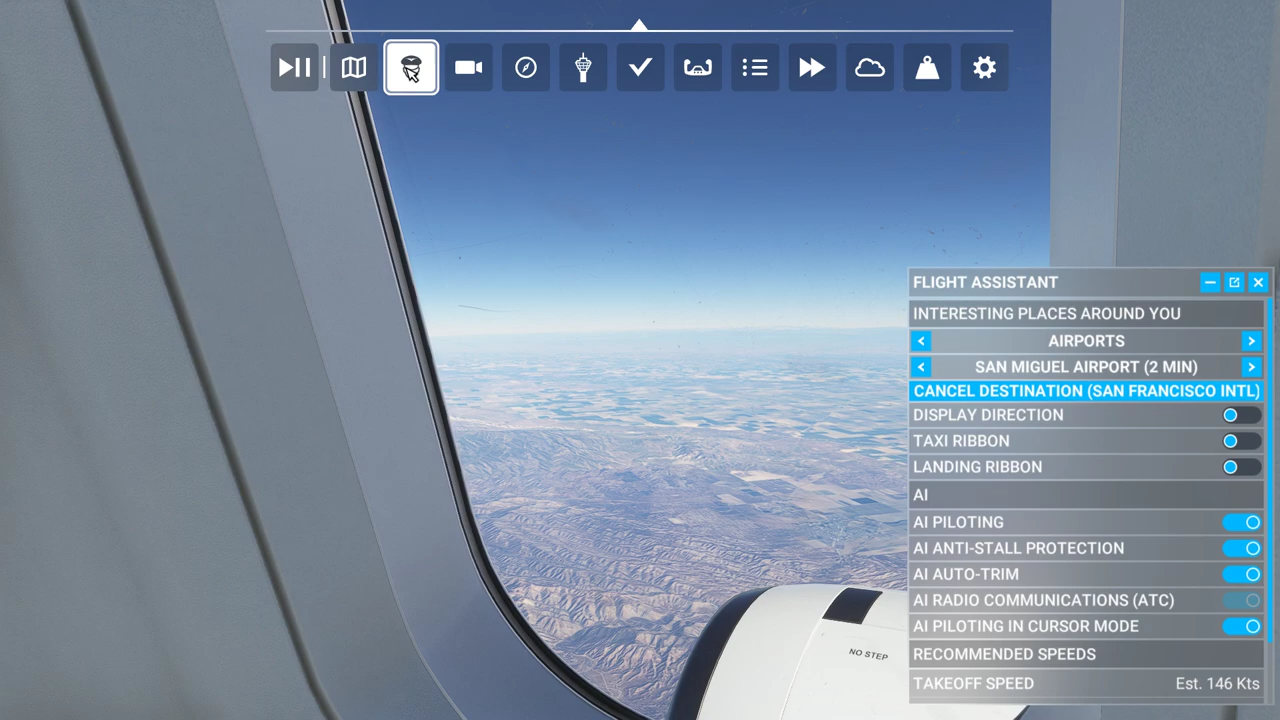 FLIGHT ASSISTANT
INTERESTING PLACES AROUND YOU
AIRPORTS
SAN MIGUEL AIRPORT (2 MIN)
CANCEL DESTINATION (SAN FRANCISCO INTL)
DISPLAY DIRECTION
TAXI RIBBON
LANDING RIBBON
AI
AI PILOTING
AI ANTI-STALL PROTECTION
AI AUTO-TRIM
AI RADIO COMMUNICATIONS (ATC)
AI PILOTING IN CURSOR MODE
RECOMMENDED SPEEDS
TAKEOFF SPEED Est. 146 Kts
NO STEP